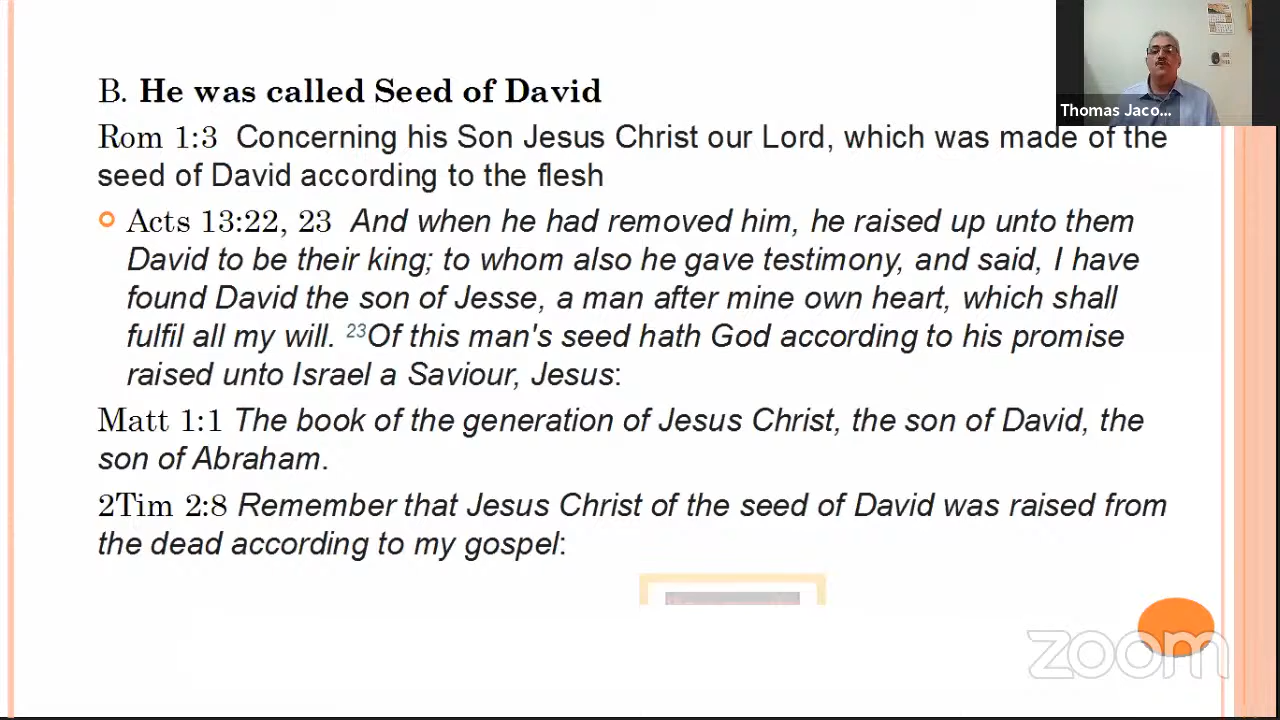 Thomas Jaco...
B. He was called Seed of David
Rom 1:3 Concerning his Son Jesus Christ our Lord, which was made of the
seed of David according to the flesh
Acts 13:22, 23 And when he had removed him, he raised up unto them
David to be their king; to whom also he gave testimony, and said, I have
found David the son of Jesse, a man after mine own heart, which shall
fulfil all my will. 23Of this man's seed hath God according to his promise
raised unto Israel a Saviour, Jesus:
Matt 1:1 The book of the generation of Jesus Christ, the son of David, the
son of Abraham.
2Tim 2:8 Remember that Jesus Christ of the seed of David was raised from
the dead according to my gospel:
zoom